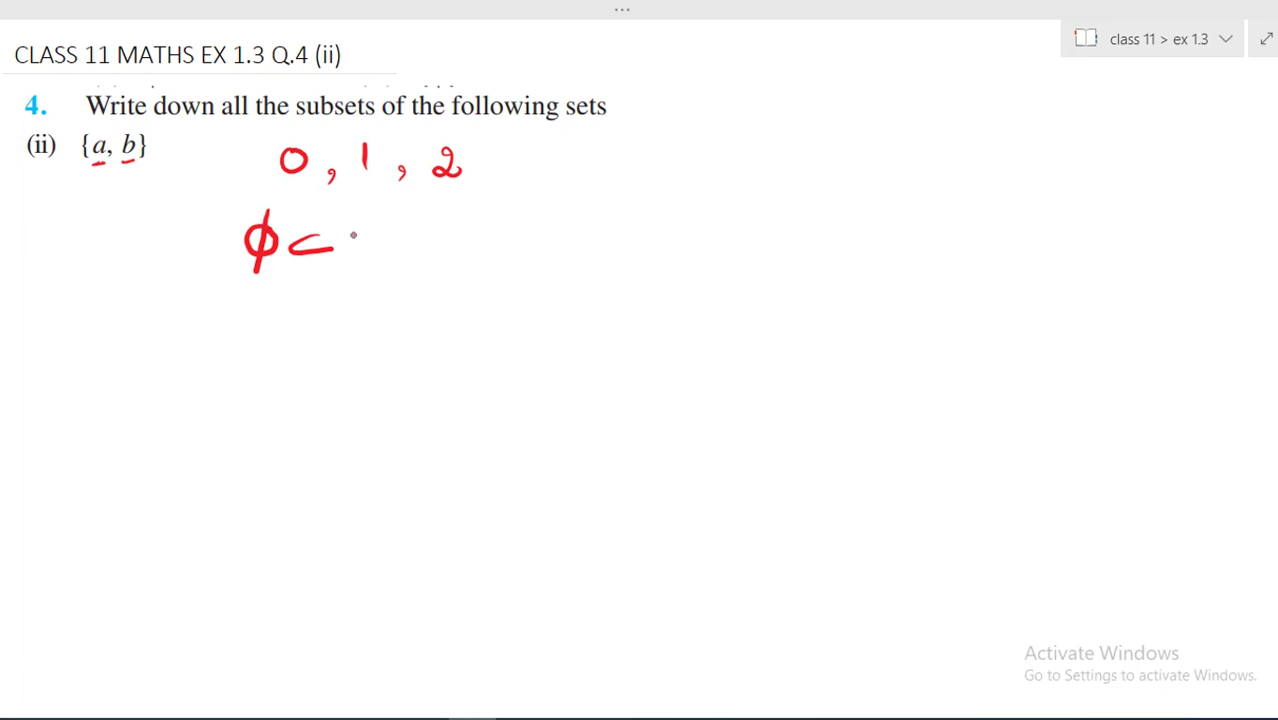 ...
class 11 > ex 1.3
CLASS 11 MATHS EX 1.3 Q.4 (ii)
4. Write down all the subsets of the following sets
(ii) {a, b}
0, 1, 2
ϕ ⊂
Activate Windows
Go to Settings to activate Windows.